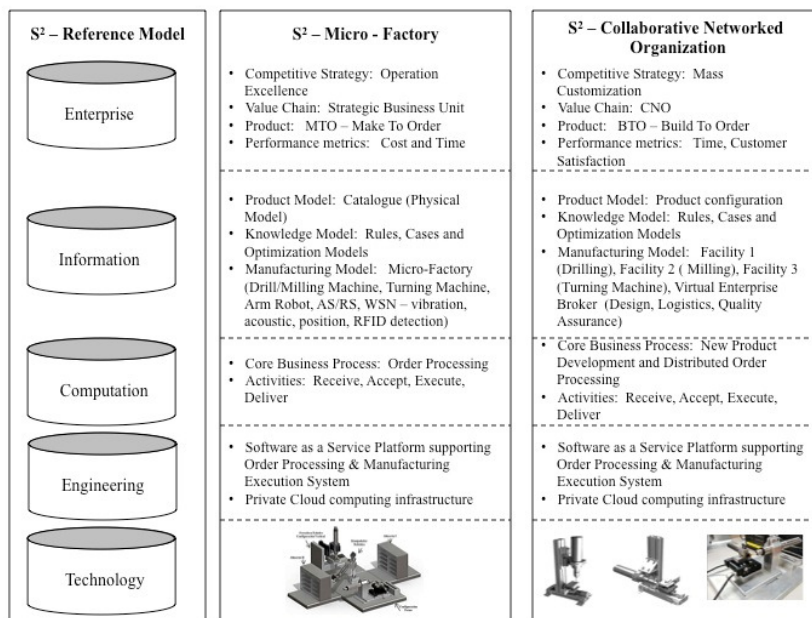 S² – Reference Model
Enterprise
Information
Computation
Engineering
Technology
S² – Micro - Factory
• Competitive Strategy: Operation
Excellence
• Value Chain: Strategic Business Unit
• Product: MTO – Make To Order
• Performance metrics: Cost and Time
• Product Model: Catalogue (Physical
Model)
• Knowledge Model: Rules, Cases and
Optimization Models
• Manufacturing Model: Micro-Factory
(Drill/Milling Machine, Turning Machine,
Arm Robot, AS/RS, WSN – vibration,
acoustic, position, RFID detection)
• Core Business Process: Order Processing
• Activities: Receive, Accept, Execute,
Deliver
• Software as a Service Platform supporting
Order Processing & Manufacturing
Execution System
• Private Cloud computing infrastructure
S² – Collaborative Networked
Organization
• Competitive Strategy: Mass
Customization
• Value Chain: CNO
• Product: BTO – Build To Order
• Performance metrics: Time, Customer
Satisfaction
• Product Model: Product configuration
• Knowledge Model: Rules, Cases and
Optimization Models
• Manufacturing Model: Facility 1
(Drilling), Facility 2 ( Milling), Facility 3
(Turning Machine), Virtual Enterprise
Broker (Design, Logistics, Quality
Assurance)
• Core Business Process: New Product
Development and Distributed Order
Processing
• Activities: Receive, Accept, Execute,
Deliver
• Software as a Service Platform supporting
Order Processing & Manufacturing
Execution System
• Private Cloud computing infrastructure